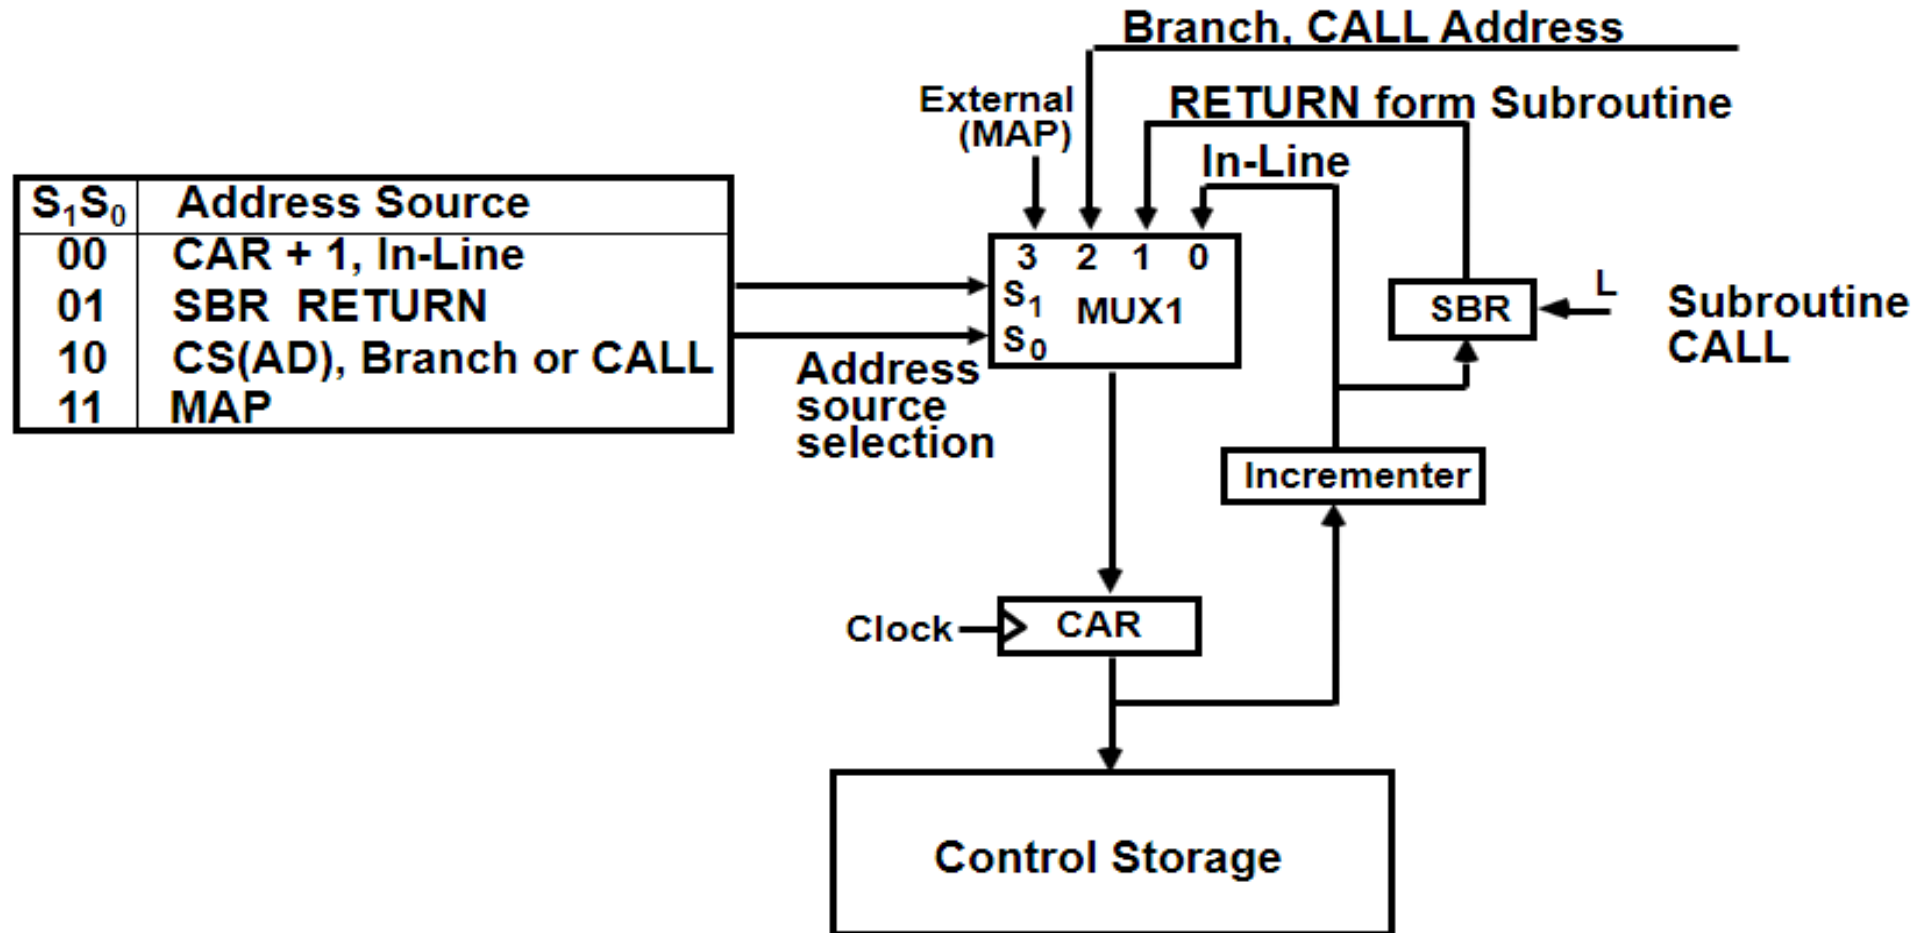 Branch, CALL Address
External
(MAP)
RETURN form Subroutine
In-Line
S1S0 Address Source
00 CAR + 1, In-Line
01 SBR RETURN
10 CS(AD), Branch or CALL
11 MAP
3 2 1 0
S1
MUX1
S0
Address
source
selection
SBR
L
Subroutine
CALL
Incrementer
Clock
CAR
Control Storage